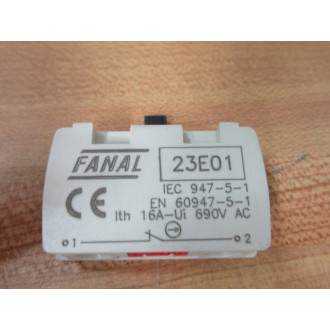 FANAL
23E01
IEC 947-5-1
CE EN 60947-5-1
Ith 16A-Ui 690V AC
1 2